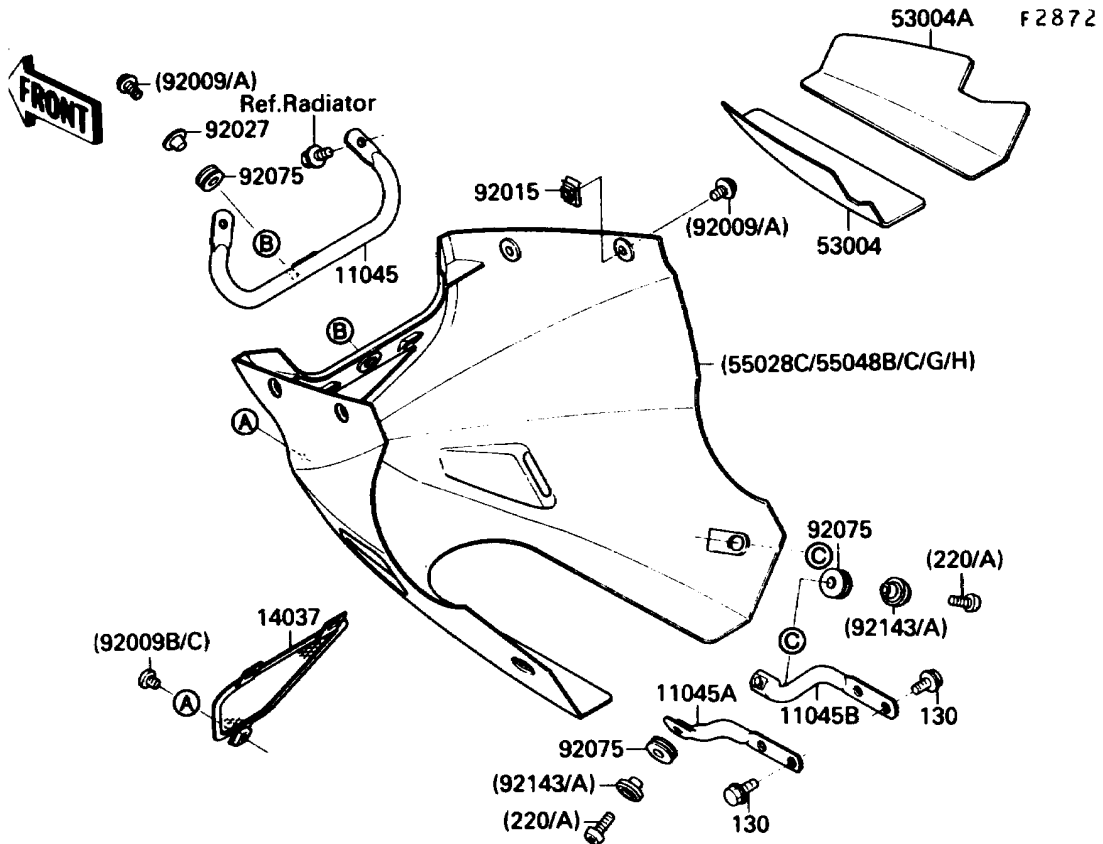 53004A
F2872
FRONT
(92009/A)
Ref.Radiator
92027
92075
92015
(92009/A)
53004
B
11045
B
(55028C/55048B/C/G/H)
A
92075
C
(220/A)
(92143/A)
14037
(92009B/C)
C
A
11045A
11045B
130
92075
(92143/A)
(220/A)
130